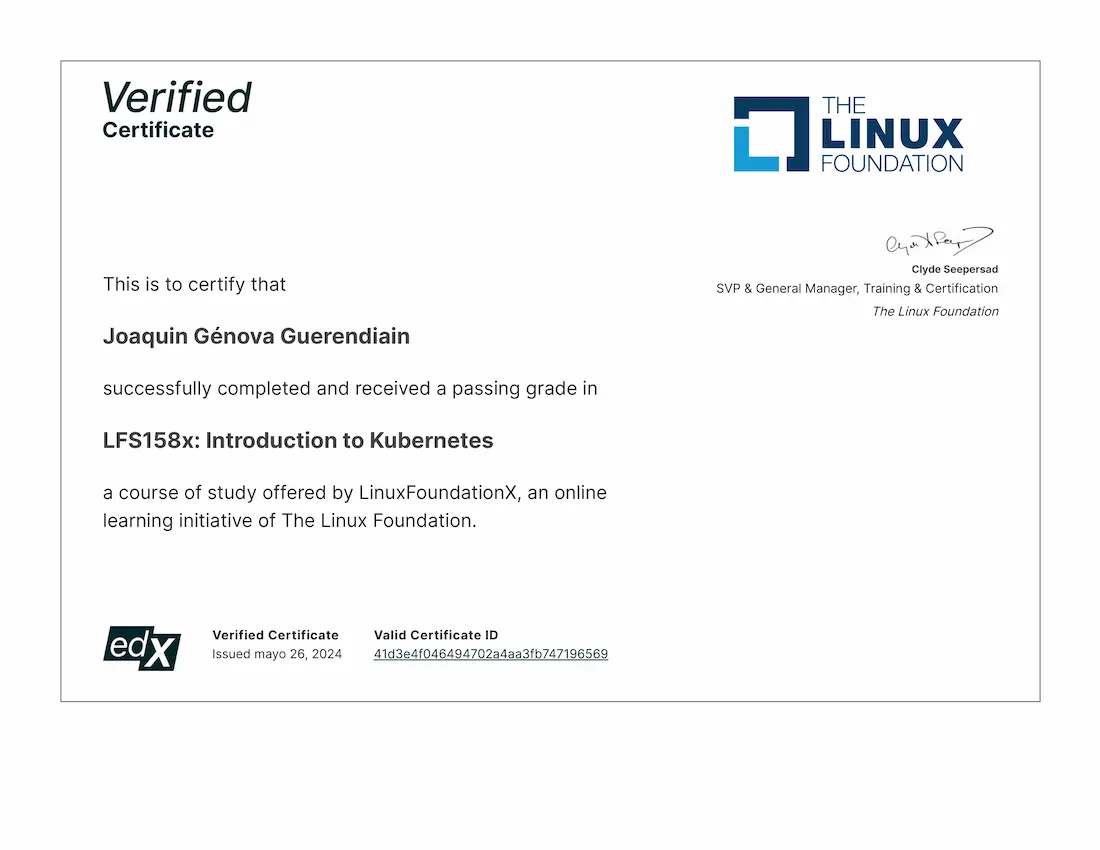 Verified
Certificate
THE
LINUX
FOUNDATION
Clyde Seepersad
SVP & General Manager, Training & Certification
The Linux Foundation
This is to certify that
Joaquin Génova Guerendiain
successfully completed and received a passing grade in
LFS158x: Introduction to Kubernetes
a course of study offered by LinuxFoundationX, an online
learning initiative of The Linux Foundation.
edX
Verified Certificate
Issued mayo 26, 2024
Valid Certificate ID
41d3e4f046494702a4aa3fb747196569